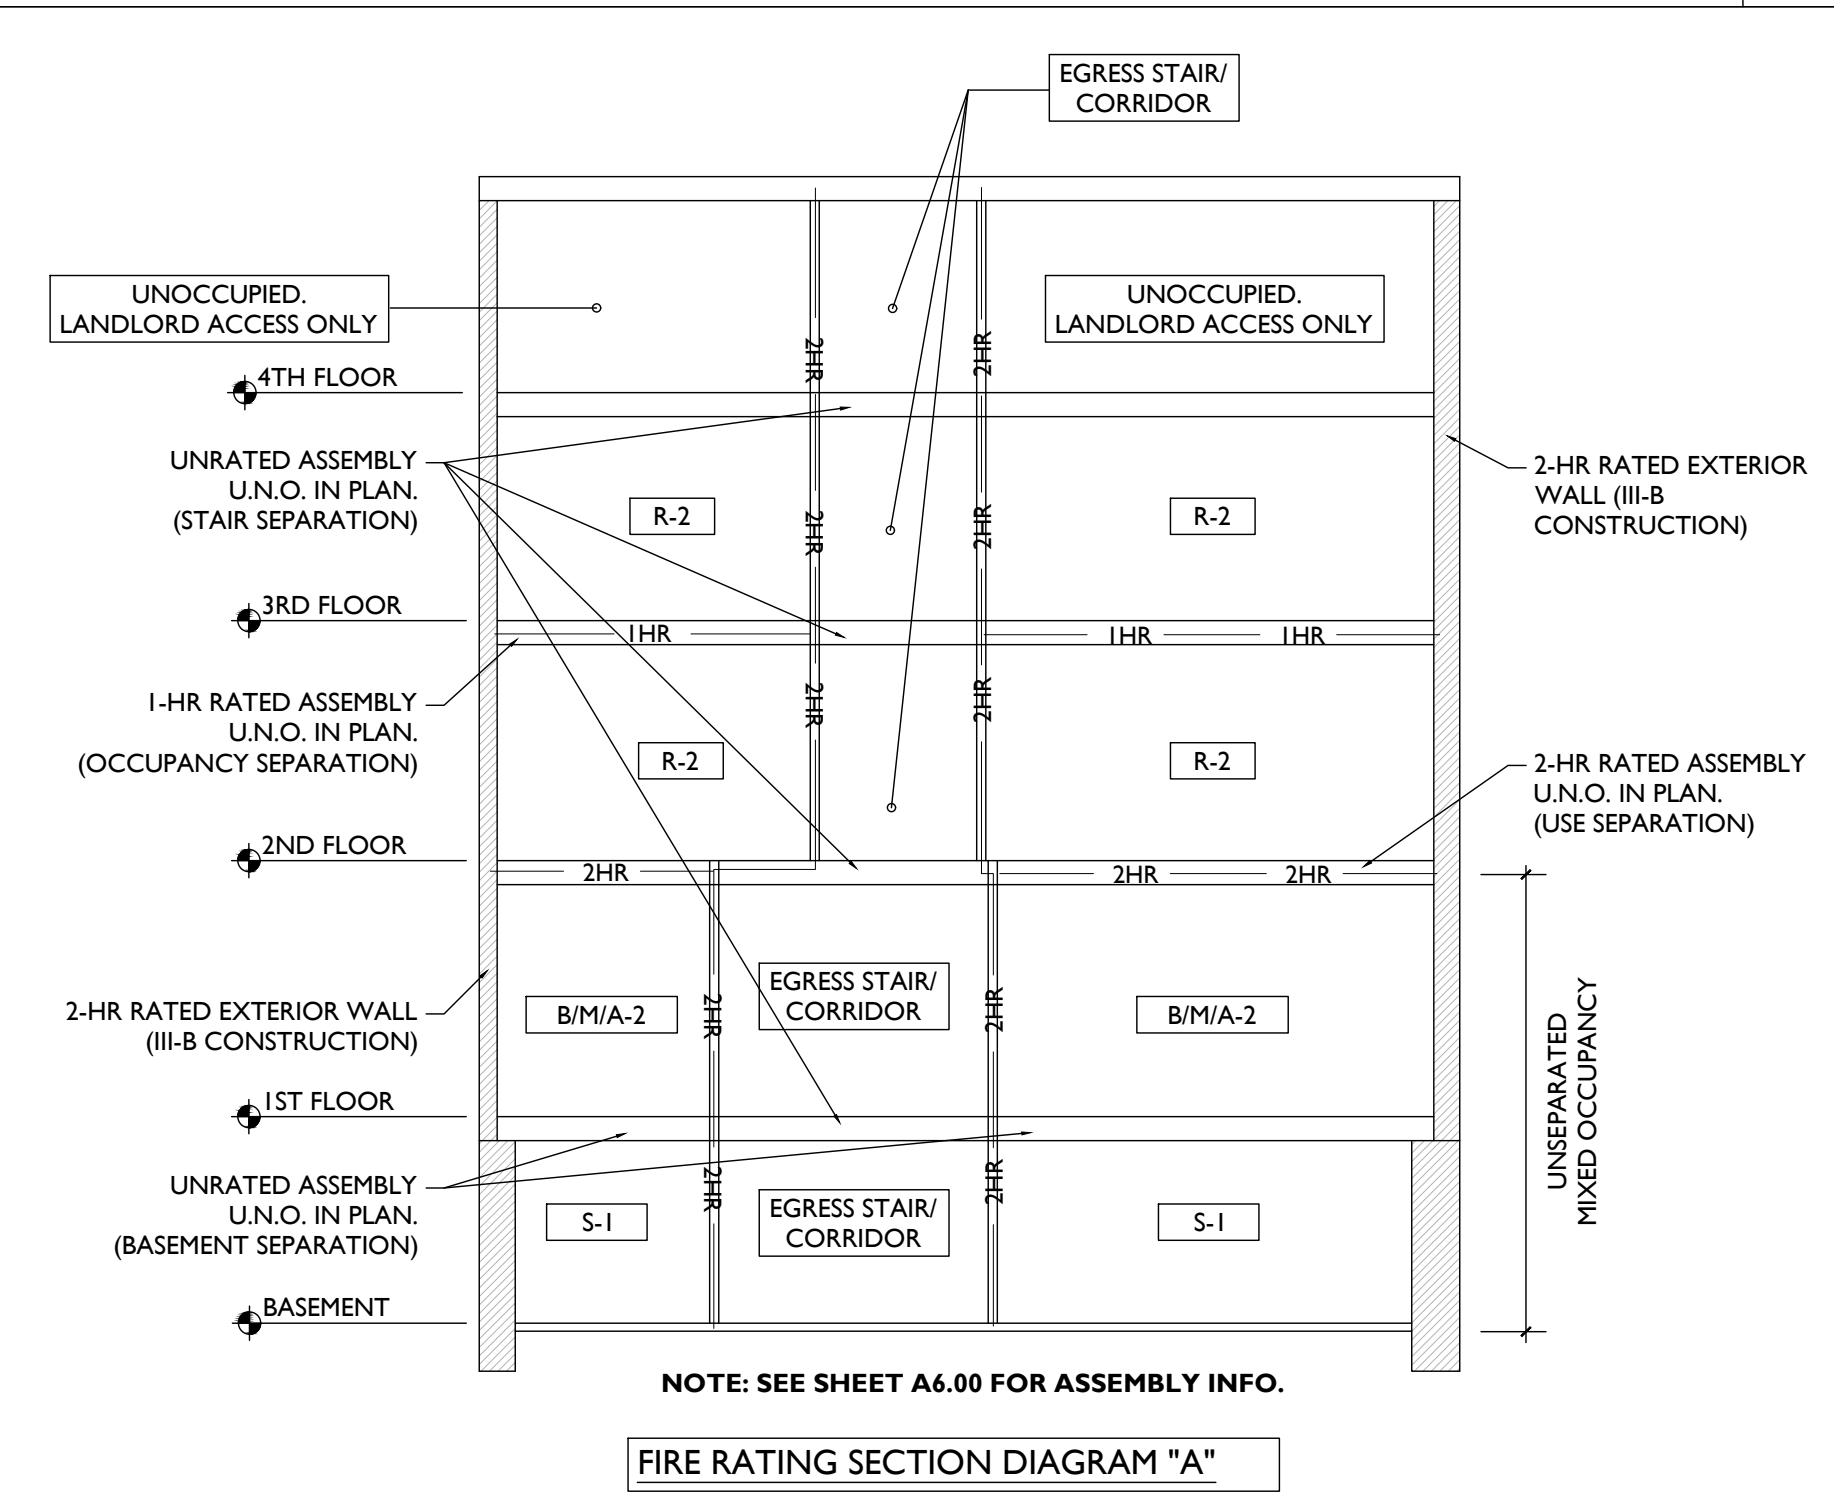 EGRESS STAIR/
CORRIDOR
UNOCCUPIED.
LANDLORD ACCESS ONLY
UNOCCUPIED.
LANDLORD ACCESS ONLY
2HR
2HR
4TH FLOOR
UNRATED ASSEMBLY
U.N.O. IN PLAN.
(STAIR SEPARATION)
R-2
2HR
2HR
R-2
2-HR RATED EXTERIOR
WALL (III-B
CONSTRUCTION)
3RD FLOOR
1HR
1HR
1HR
1-HR RATED ASSEMBLY
U.N.O. IN PLAN.
(OCCUPANCY SEPARATION)
2HR
2HR
R-2
R-2
2-HR RATED ASSEMBLY
U.N.O. IN PLAN.
(USE SEPARATION)
2ND FLOOR
2HR
2HR
2HR
2-HR RATED EXTERIOR WALL
(III-B CONSTRUCTION)
B/M/A-2
2HR
EGRESS STAIR/
CORRIDOR
2HR
B/M/A-2
UNSEPARATED
MIXED OCCUPANCY
1ST FLOOR
UNRATED ASSEMBLY
U.N.O. IN PLAN.
(BASEMENT SEPARATION)
S-1
2HR
EGRESS STAIR/
CORRIDOR
2HR
S-1
BASEMENT
NOTE: SEE SHEET A6.00 FOR ASSEMBLY INFO.
FIRE RATING SECTION DIAGRAM "A"